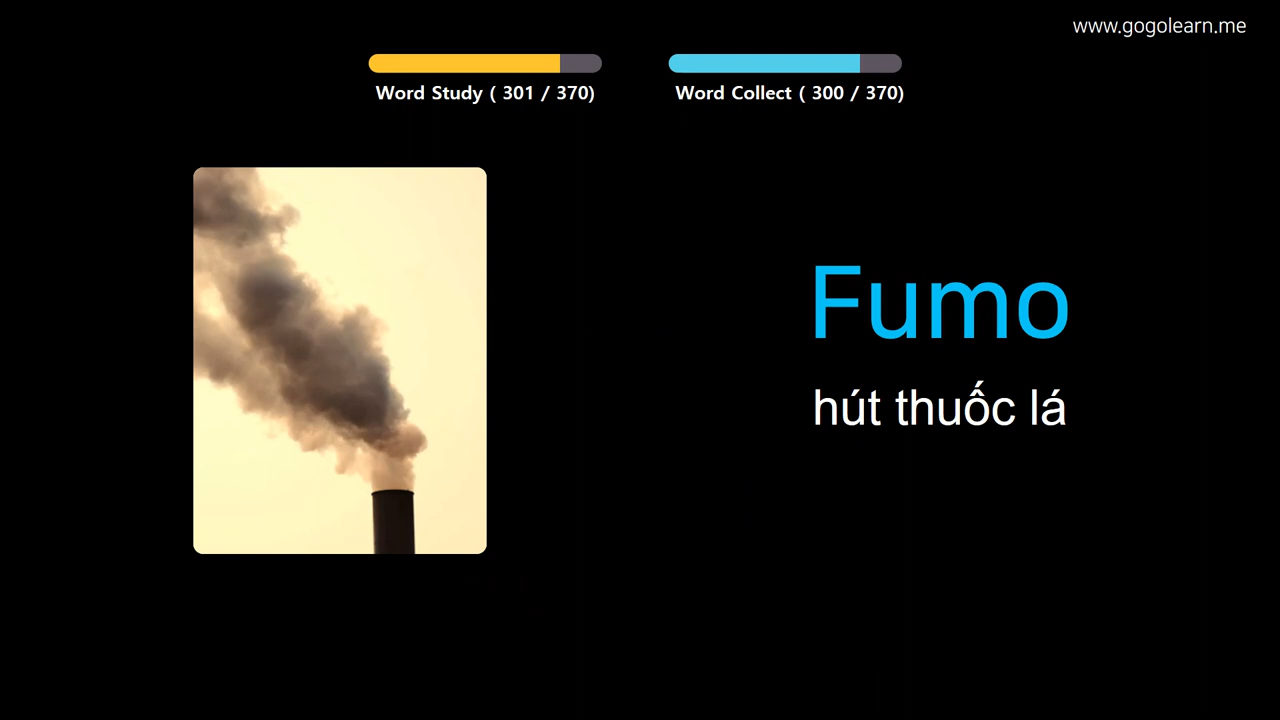 www.gogolearn.me
Word Study ( 301 / 370)
Word Collect ( 300 / 370)
Fumo
hút thuốc lá